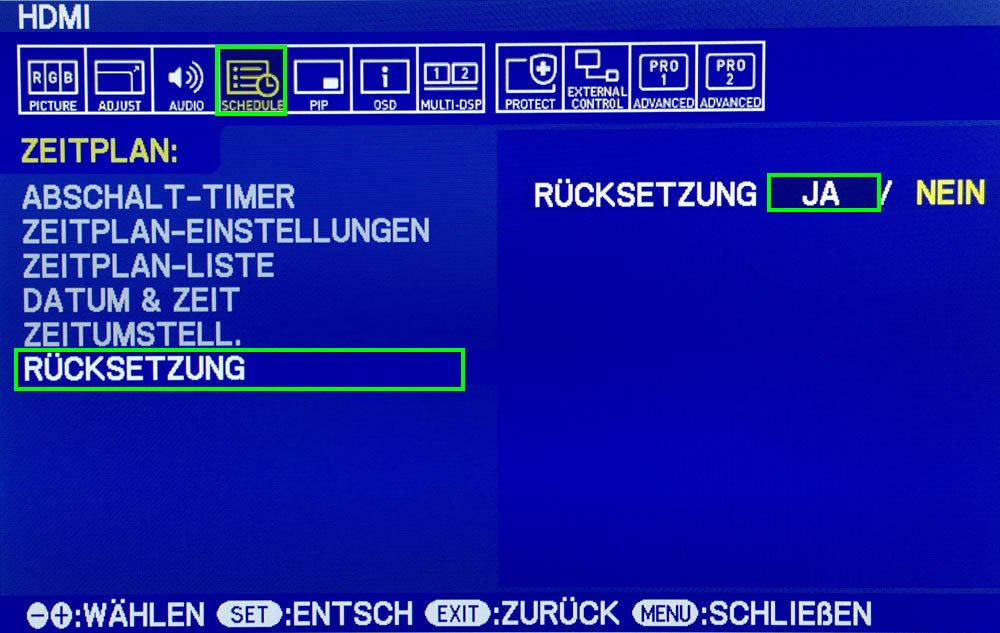 HDMI
RGB
PICTURE
ADJUST
AUDIO
SCHEDULE
PIP
i
OSD
1 2
MULTI-DSP
PROTECT
EXTERNAL
CONTROL
PRO
1
ADVANCED
PRO
2
ADVANCED
ZEITPLAN:
ABSCHALT-TIMER
ZEITPLAN-EINSTELLUNGEN
ZEITPLAN-LISTE
DATUM & ZEIT
ZEITUMSTELL.
RÜCKSETZUNG
RÜCKSETZUNG JA / NEIN
−+:WÄHLEN SET:ENTSCH EXIT:ZURÜCK MENU:SCHLIEßEN